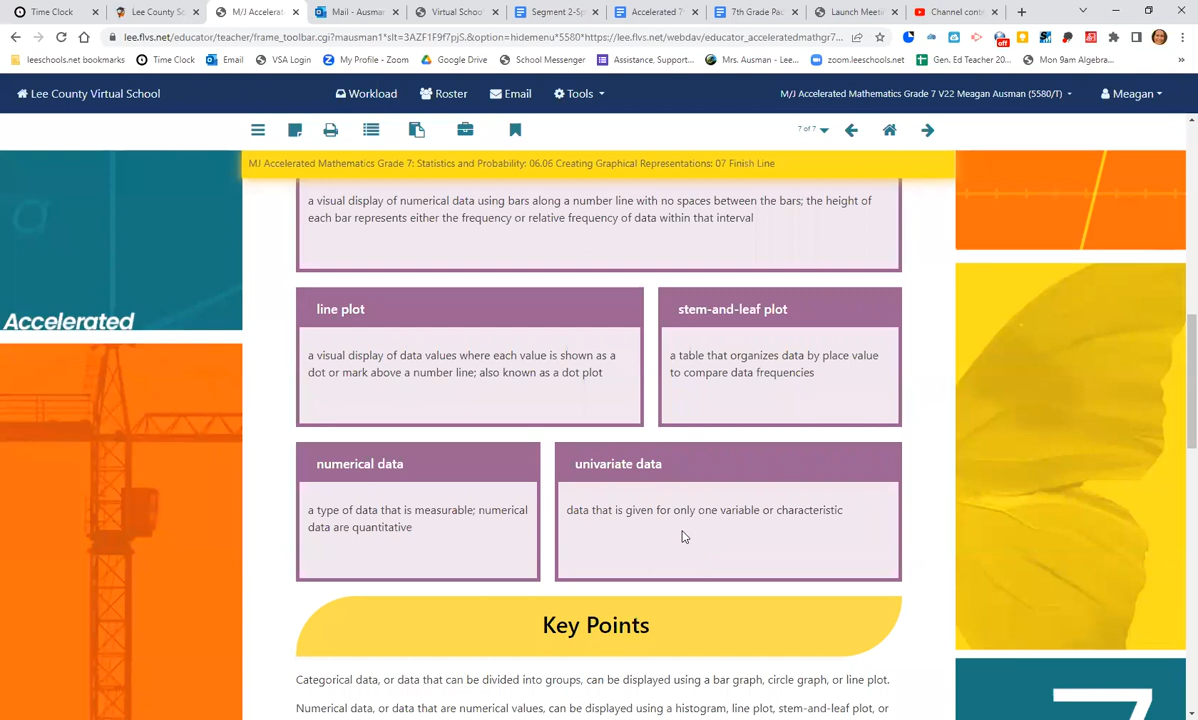 Time Clock
Lee County Sc
M/J Accelerat
Mail - Ausman
Virtual School
Segment 2-Sp
Accelerated 7
7th Grade Pac
Launch Meeti
Channel cont
lee.flvs.net/educator/teacher/frame_toolbar.cgi?mausman1*slt=3AZF1F9f7pjS.&option=hidemenu*5580*https://lee.flvs.net/webdav/educator_acceleratedmathgr7...
leeschools.net bookmarks
Time Clock
Email
VSA Login
My Profile - Zoom
Google Drive
School Messenger
Assistance, Support...
Mrs. Ausman - Lee...
zoom.leeschools.net
Gen. Ed Teacher 20...
Mon 9am Algebra...
Lee County Virtual School
Workload
Roster
Email
Tools
M/J Accelerated Mathematics Grade 7 V22 Meagan Ausman (5580/T)
Meagan
7 of 7
MJ Accelerated Mathematics Grade 7: Statistics and Probability: 06.06 Creating Graphical Representations: 07 Finish Line
a visual display of numerical data using bars along a number line with no spaces between the bars; the height of
each bar represents either the frequency or relative frequency of data within that interval
Accelerated
line plot
a visual display of data values where each value is shown as a
dot or mark above a number line; also known as a dot plot
stem-and-leaf plot
a table that organizes data by place value
to compare data frequencies
numerical data
a type of data that is measurable; numerical
data are quantitative
univariate data
data that is given for only one variable or characteristic
Key Points
Categorical data, or data that can be divided into groups, can be displayed using a bar graph, circle graph, or line plot.
Numerical data, or data that are numerical values, can be displayed using a histogram, line plot, stem-and-leaf plot, or
7